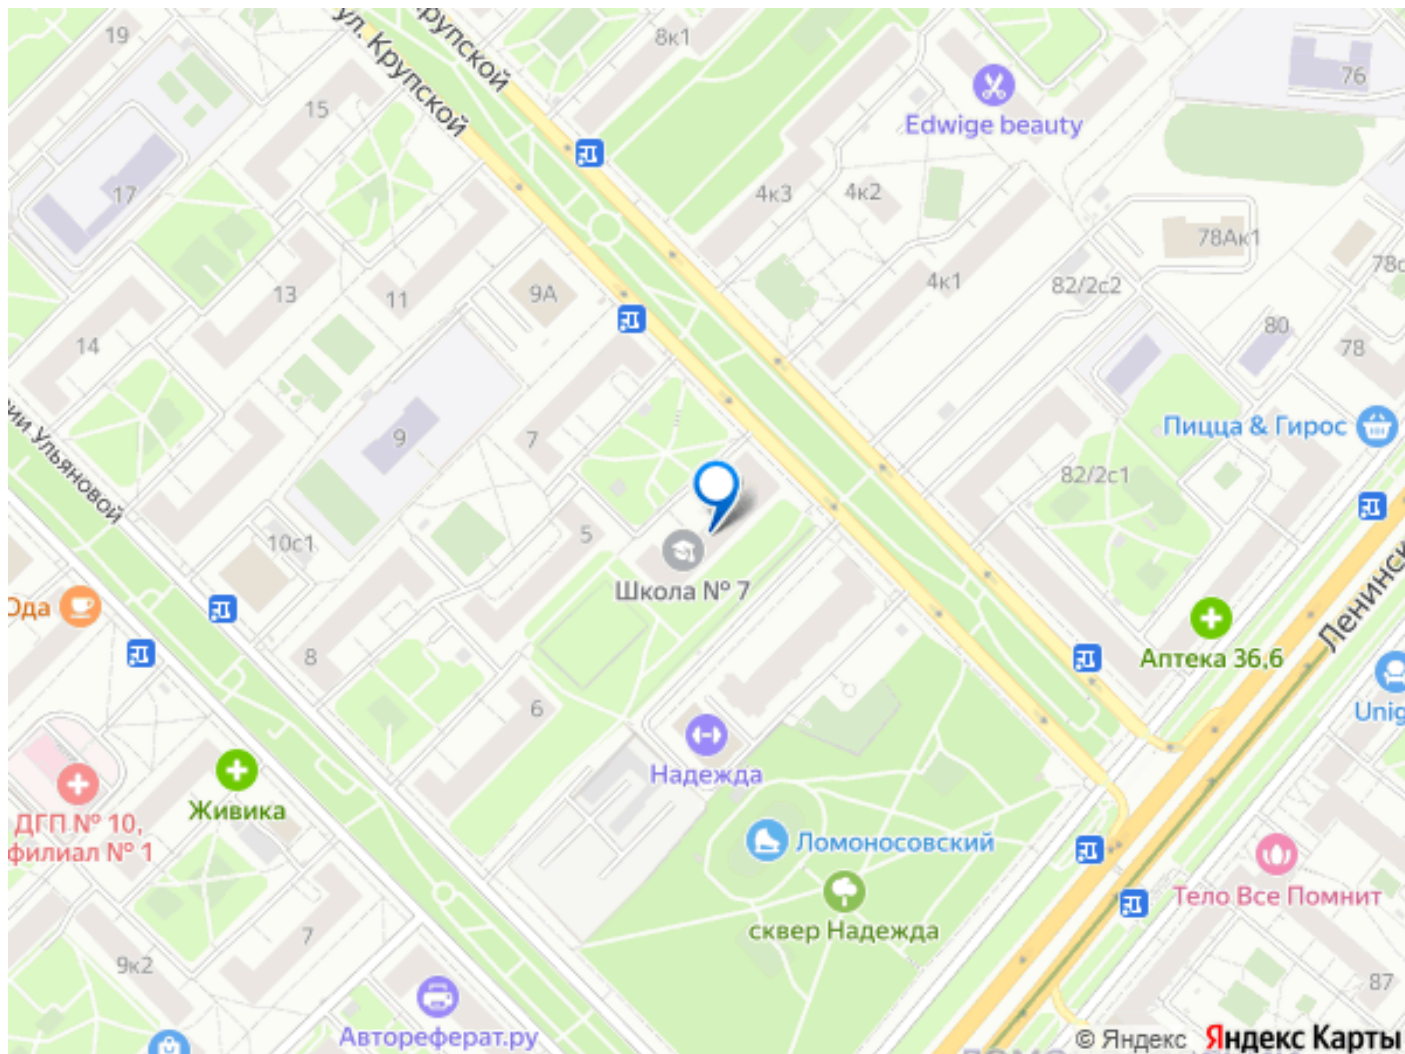 19
ул. Крупской
Крупской
8к1
76
Edwige beauty
15
17
4к3
4к2
78Ак1
78с
13
11
9А
4к1
82/2с2
80
78
14
Пицца & Гирос
9
7
82/2с1
ии Ульяновой
10с1
5
Школа № 7
Ленинск
Ода
Аптека 36,6
8
6
Unig
Надежда
Живика
ДГП № 10,
филиал № 1
Ломоносовский
Тело Все Помнит
сквер Надежда
7
9к2
87
Автореферат.ру
© Яндекс Яндекс Карты